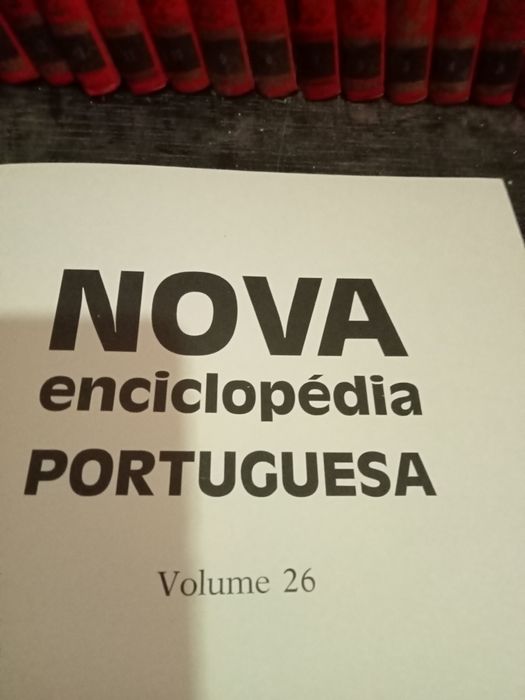 NOVA
enciclopédia
PORTUGUESA
Volume 26